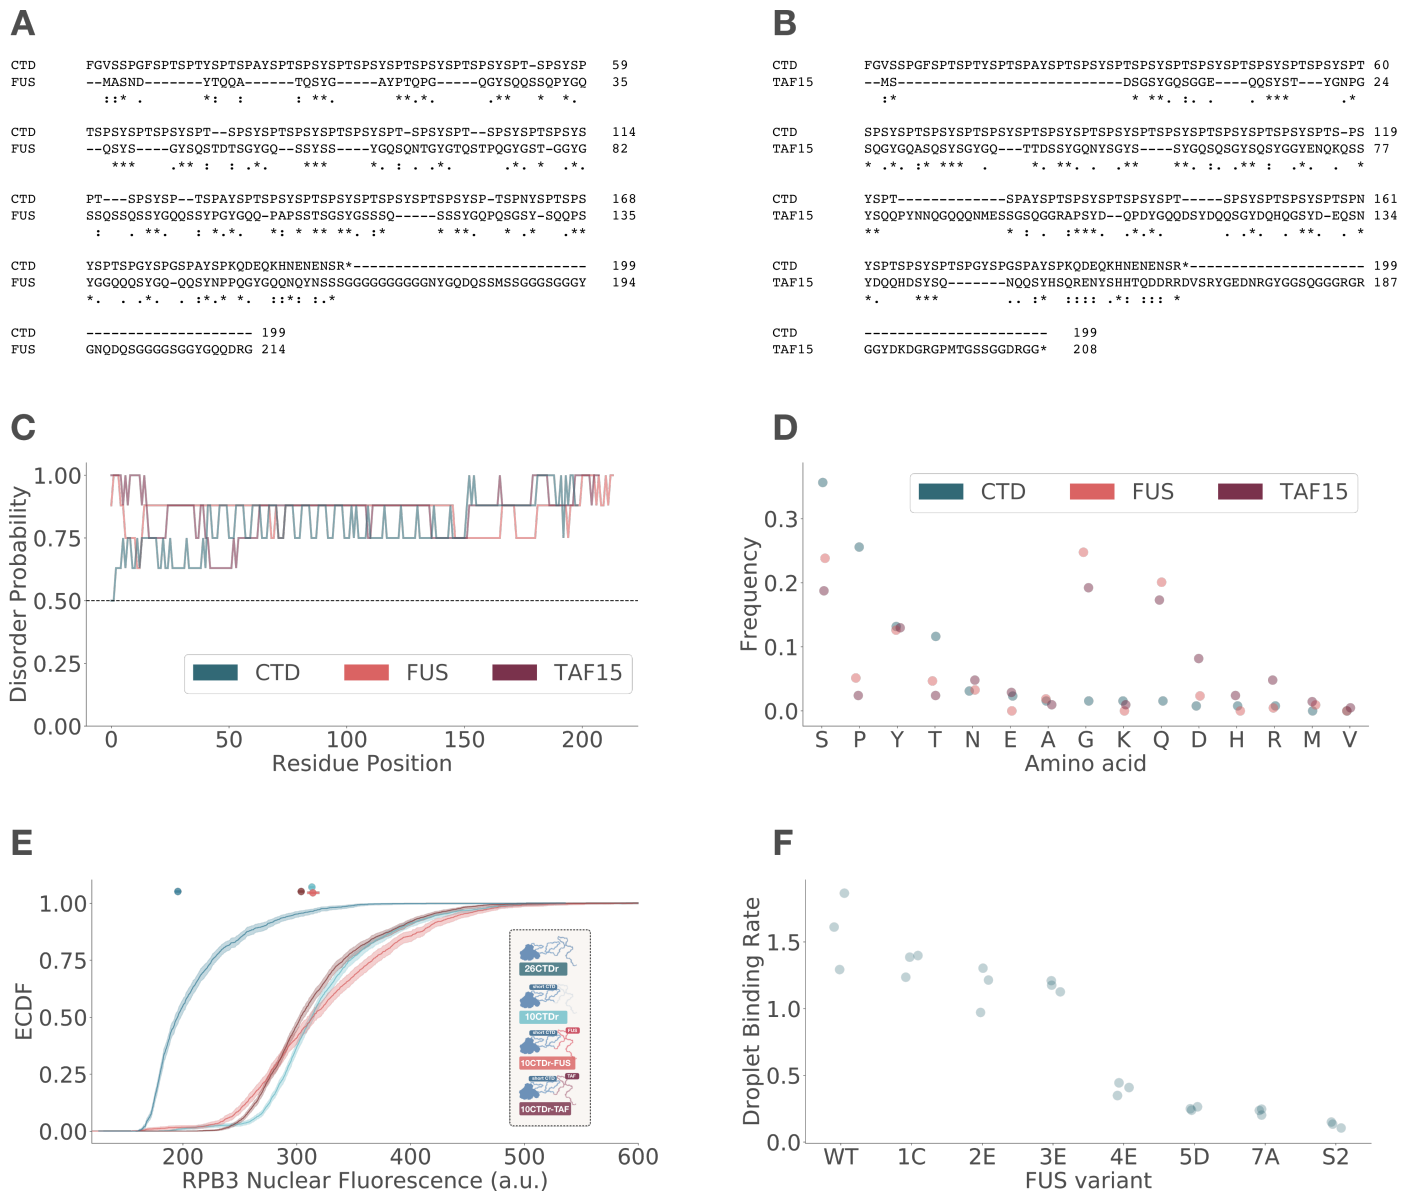 A
CTD FGVSSPGFSPTSPTYSPTSPAYSPTSPSYSPTSPSYSPTSPSYSPTSPSYSPT-SPSYSP 59
FUS --MASND-------YTQQA------TQSYG-----AYPTQPG-----QGYSQQSSQPYGQ 35
CTD TSPSYSPTSPSYSPT--SPSYSPTSPSYSPTSPSYSPT-SPSYSPT--SPSYSPTSPSYS 114
FUS --QSYS----GYSQSTDTSGYGQ--SSYSS----YGQSQNTGYGTQSTPQGYGST-GGYG 82
CTD PT---SPSYSP--TSPAYSPTSPSYSPTSPSYSPTSPSYSPTSPSYSP-TSPNYSPTSPS 168
FUS SSQSSQSSYGQQSSYPGYGQQ-PAPSSTSGSYGSSSQ-----SSSYGQPQSGSY-SQQPS 135
CTD YSPTSPGYSPGSPAYSPKQDEQKHNENENSR*---------------------------- 199
FUS YGGQQQSYGQ-QQSYNPPQGYGQQNQYNSSSGGGGGGGGGGNYGQDQSSMSSGGGSGGGY 194
CTD -------------------- 199
FUS GNQDQSGGGGSGGYGQQDRG 214
B
CTD FGVSSPGFSPTSPTYSPTSPAYSPTSPSYSPTSPSYSPTSPSYSPTSPSYSPTSPSYSPT 60
TAF15 --MS---------------------------DSGSYGQSGGE----QQSYST---YGNPG 24
CTD SPSYSPTSPSYSPTSPSYSPTSPSYSPTSPSYSPTSPSYSPTSPSYSPTSPSYSPTS-PS 119
TAF15 SQGYGQASQSYSGYGQ---TTDSSYGQNYSGYS----SYGQSQSGYSQSYGGYENQKQSS 77
CTD YSPT-------------SPAYSPTSPSYSPTSPSYSPT-----SPSYSPTSPSYSPTSPN 161
TAF15 YSQQPYNNQGQQQNMESSGSQGGRAPSYD--QPDYGQQDSYDQQSGYDQHQGSYD-EQSN 134
CTD YSPTSPSYSPTSPGYSPGSPAYSPKQDEQKHNENENSR*--------------------- 199
TAF15 YDQQHDSYSQ-------NQQSYHSQRENYSHHTQDDRRDVSRYGEDNRGYGGSQGGGRGR 187
CTD ---------------------- 199
TAF15 GGYDKDGRGPMTGSSGGDRGG* 208
C
Disorder Probability
1.00
0.75
0.50
0.25
0.00
CTD FUS TAF15
0 50 100 150 200
Residue Position
D
Frequency
0.3
0.2
0.1
0.0
CTD FUS TAF15
S P Y T N E A G K Q D H R M V
Amino acid
E
ECDF
1.00
0.75
0.50
0.25
0.00
26CTDr
short CTD
10CTDr
short CTD FUS
10CTDr-FUS
short CTD TAF
10CTDr-TAF
200 300 400 500 600
RPB3 Nuclear Fluorescence (a.u.)
F
Droplet Binding Rate
1.5
1.0
0.5
0.0
WT 1C 2E 3E 4E 5D 7A S2
FUS variant